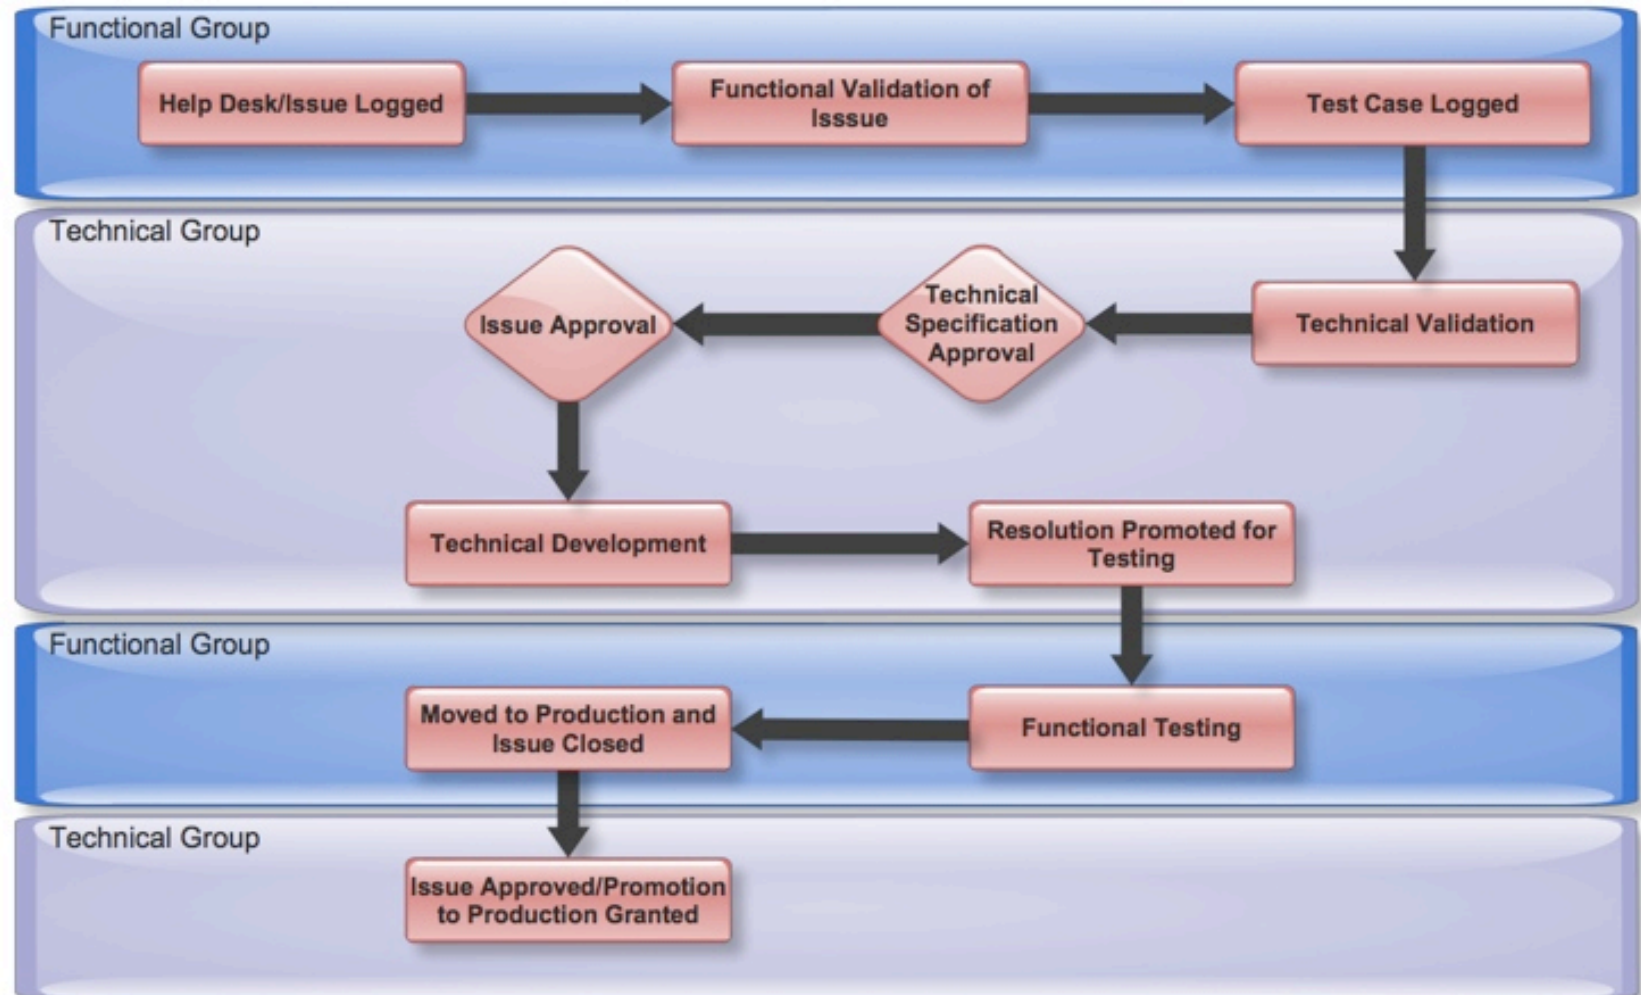 Functional Group
Help Desk/Issue Logged
Functional Validation of
Isssue
Test Case Logged
Technical Group
Issue Approval
Technical
Specification
Approval
Technical Validation
Technical Development
Resolution Promoted for
Testing
Functional Group
Moved to Production and
Issue Closed
Functional Testing
Technical Group
Issue Approved/Promotion
to Production Granted